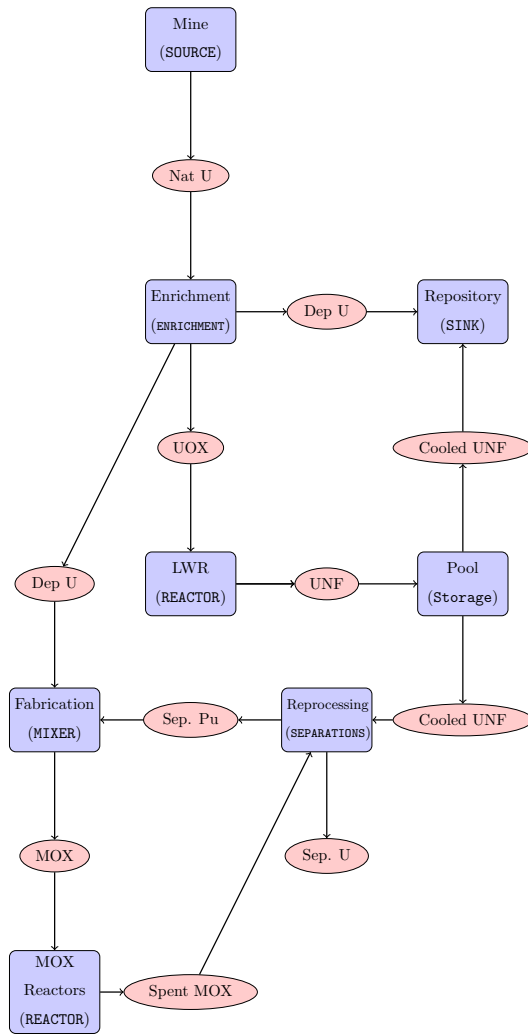 Mine
(SOURCE)
Nat U
Enrichment
(ENRICHMENT)
Dep U
Repository
(SINK)
UOX
Cooled UNF
Dep U
LWR
(REACTOR)
UNF
Pool
(Storage)
Fabrication
(MIXER)
Sep. Pu
Reprocessing
(SEPARATIONS)
Cooled UNF
MOX
Sep. U
MOX
Reactors
(REACTOR)
Spent MOX